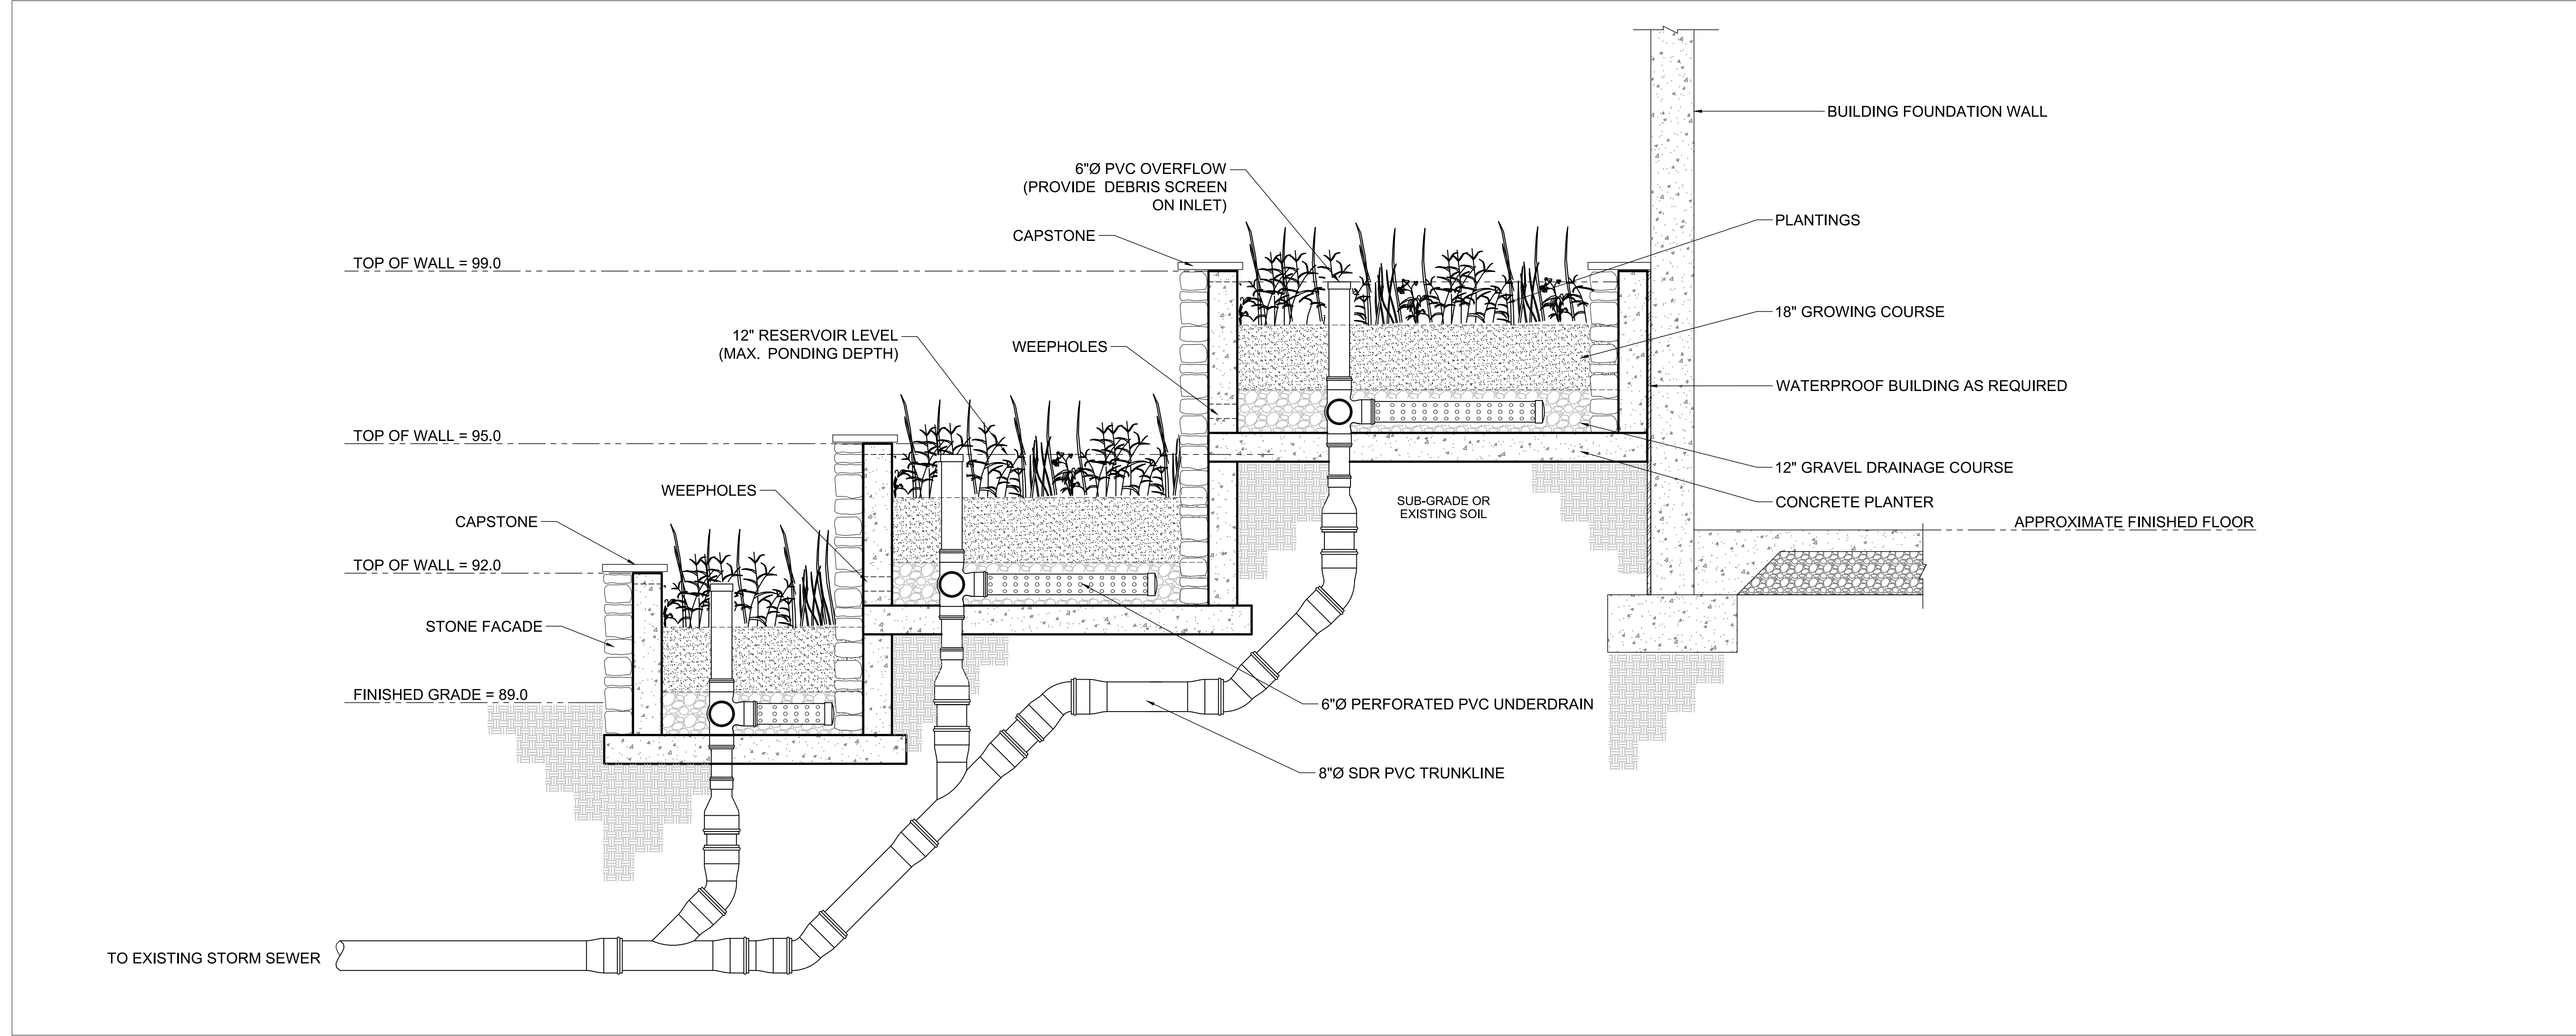 BUILDING FOUNDATION WALL
6"Ø PVC OVERFLOW
(PROVIDE DEBRIS SCREEN
ON INLET)
PLANTINGS
CAPSTONE
TOP OF WALL = 99.0
18" GROWING COURSE
12" RESERVOIR LEVEL
(MAX. PONDING DEPTH)
WEEPHOLES
WATERPROOF BUILDING AS REQUIRED
TOP OF WALL = 95.0
12" GRAVEL DRAINAGE COURSE
WEEPHOLES
SUB-GRADE OR
EXISTING SOIL
CONCRETE PLANTER
CAPSTONE
APPROXIMATE FINISHED FLOOR
TOP OF WALL = 92.0
STONE FACADE
FINISHED GRADE = 89.0
6"Ø PERFORATED PVC UNDERDRAIN
8"Ø SDR PVC TRUNKLINE
TO EXISTING STORM SEWER